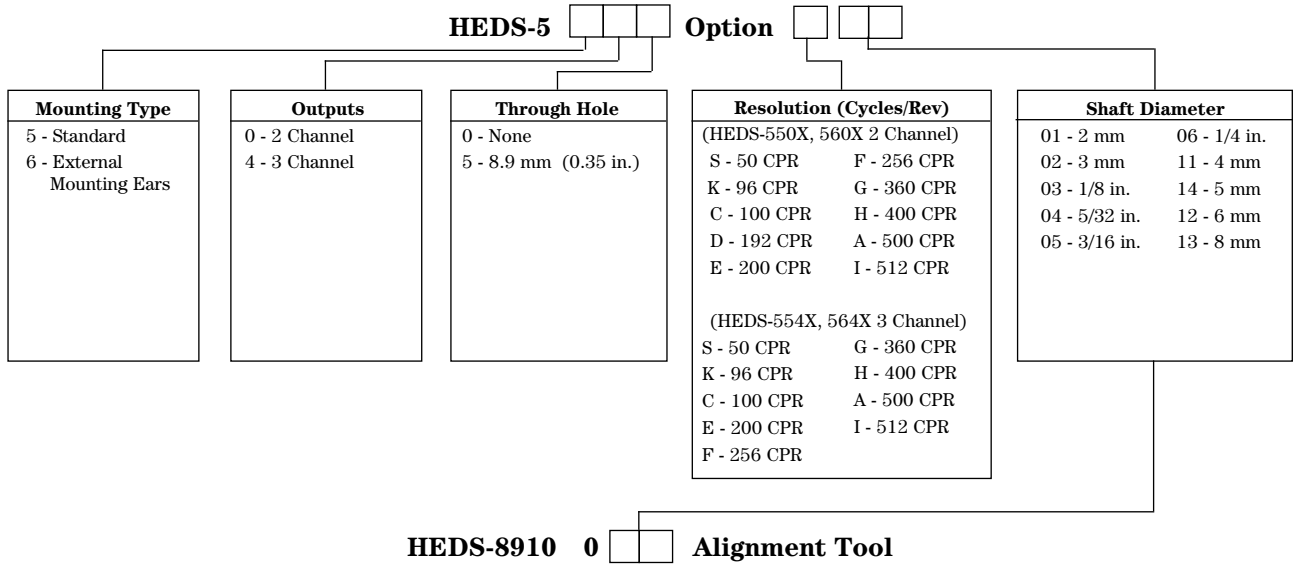 HEDS-5 Option
Mounting Type
5 - Standard
6 - External
Mounting Ears
Outputs
0 - 2 Channel
4 - 3 Channel
Through Hole
0 - None
5 - 8.9 mm (0.35 in.)
Resolution (Cycles/Rev)
(HEDS-550X, 560X 2 Channel)
S - 50 CPR F - 256 CPR
K - 96 CPR G - 360 CPR
C - 100 CPR H - 400 CPR
D - 192 CPR A - 500 CPR
E - 200 CPR I - 512 CPR
(HEDS-554X, 564X 3 Channel)
S - 50 CPR G - 360 CPR
K - 96 CPR H - 400 CPR
C - 100 CPR A - 500 CPR
E - 200 CPR I - 512 CPR
F - 256 CPR
Shaft Diameter
01 - 2 mm 06 - 1/4 in.
02 - 3 mm 11 - 4 mm
03 - 1/8 in. 14 - 5 mm
04 - 5/32 in. 12 - 6 mm
05 - 3/16 in. 13 - 8 mm
HEDS-8910 0 Alignment Tool